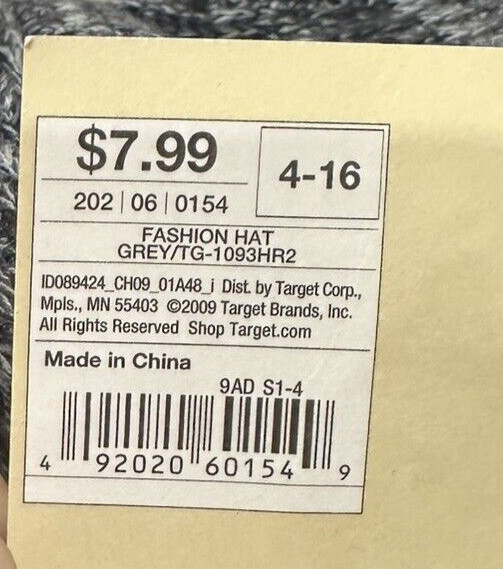 $7.99
4-16
202 | 06 | 0154
FASHION HAT
GREY/TG-1093HR2
ID089424_CH09_01A48_i Dist. by Target Corp.,
Mpls., MN 55403 ©2009 Target Brands, Inc.
All Rights Reserved Shop Target.com
Made in China
9AD S1-4
4 92020 60154 9